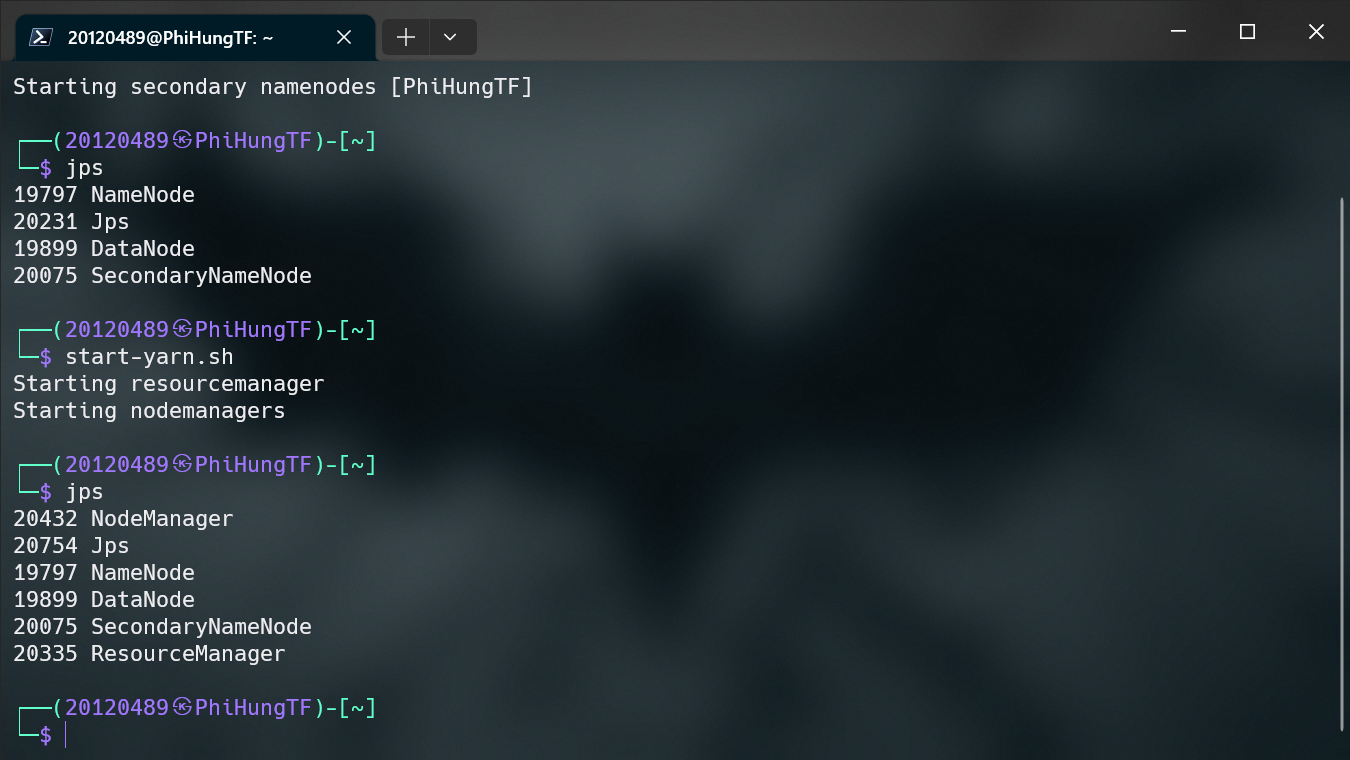 20120489@PhiHungTF: ~
Starting secondary namenodes [PhiHungTF]
┌──(20120489㉿PhiHungTF)-[~]
└─$ jps
19797 NameNode
20231 Jps
19899 DataNode
20075 SecondaryNameNode
┌──(20120489㉿PhiHungTF)-[~]
└─$ start-yarn.sh
Starting resourcemanager
Starting nodemanagers
┌──(20120489㉿PhiHungTF)-[~]
└─$ jps
20432 NodeManager
20754 Jps
19797 NameNode
19899 DataNode
20075 SecondaryNameNode
20335 ResourceManager
┌──(20120489㉿PhiHungTF)-[~]
└─$